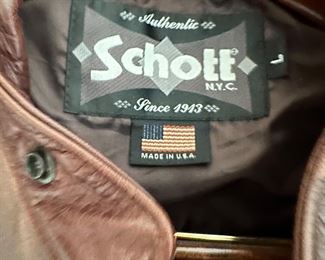 Authentic
Schott
N.Y.C.
L
Since 1913
MADE IN U.S.A.